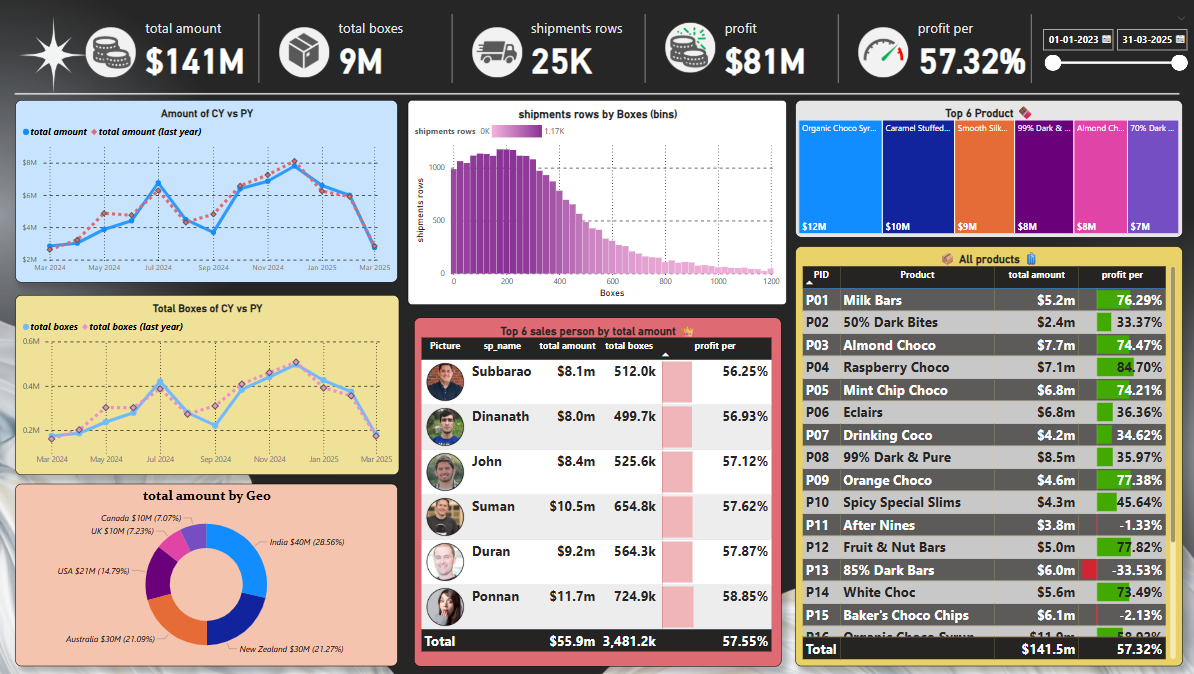 total amount
$141M
total boxes
9M
shipments rows
25K
profit
$81M
profit per
57.32%
01-01-2023
31-03-2025
Amount of CY vs PY
total amount total amount (last year)
$8M
$6M
$4M
$2M
Mar 2024 May 2024 Jul 2024 Sep 2024 Nov 2024 Jan 2025 Mar 2025
Total Boxes of CY vs PY
total boxes total boxes (last year)
0.6M
0.4M
0.2M
Mar 2024 May 2024 Jul 2024 Sep 2024 Nov 2024 Jan 2025 Mar 2025
total amount by Geo
Canada $10M (7.07%)
UK $10M (7.23%)
India $40M (28.56%)
USA $21M (14.79%)
Australia $30M (21.09%)
New Zealand $30M (21.27%)
shipments rows by Boxes (bins)
shipments rows 0K 1.17K
shipments rows
1000
500
0
0 200 400 600 800 1000 1200
Boxes
Top 6 sales person by total amount
Picture sp_name total amount total boxes profit per
Subbarao $8.1m 512.0k 56.25%
Dinanath $8.0m 499.7k 56.93%
John $8.4m 525.6k 57.12%
Suman $10.5m 654.8k 57.62%
Duran $9.2m 564.3k 57.87%
Ponnan $11.7m 724.9k 58.85%
Total $55.9m 3,481.2k 57.55%
Top 6 Product
Organic Choco Syr... Caramel Stuffed... Smooth Silk... 99% Dark & ... Almond Ch... 70% Dark ...
$12M $10M $9M $8M $8M $7M
All products
PID Product total amount profit per
P01 Milk Bars $5.2m 76.29%
P02 50% Dark Bites $2.4m 33.37%
P03 Almond Choco $7.7m 74.47%
P04 Raspberry Choco $7.1m 84.70%
P05 Mint Chip Choco $6.8m 74.21%
P06 Eclairs $6.8m 36.36%
P07 Drinking Coco $4.2m 34.62%
P08 99% Dark & Pure $8.5m 35.97%
P09 Orange Choco $4.6m 77.38%
P10 Spicy Special Slims $4.3m 45.64%
P11 After Nines $3.8m -1.33%
P12 Fruit & Nut Bars $5.0m 77.82%
P13 85% Dark Bars $6.0m -33.53%
P14 White Choc $5.6m 73.49%
P15 Baker's Choco Chips $6.1m -2.13%
P16 Organic Choco Syrup
Total $141.5m 57.32%